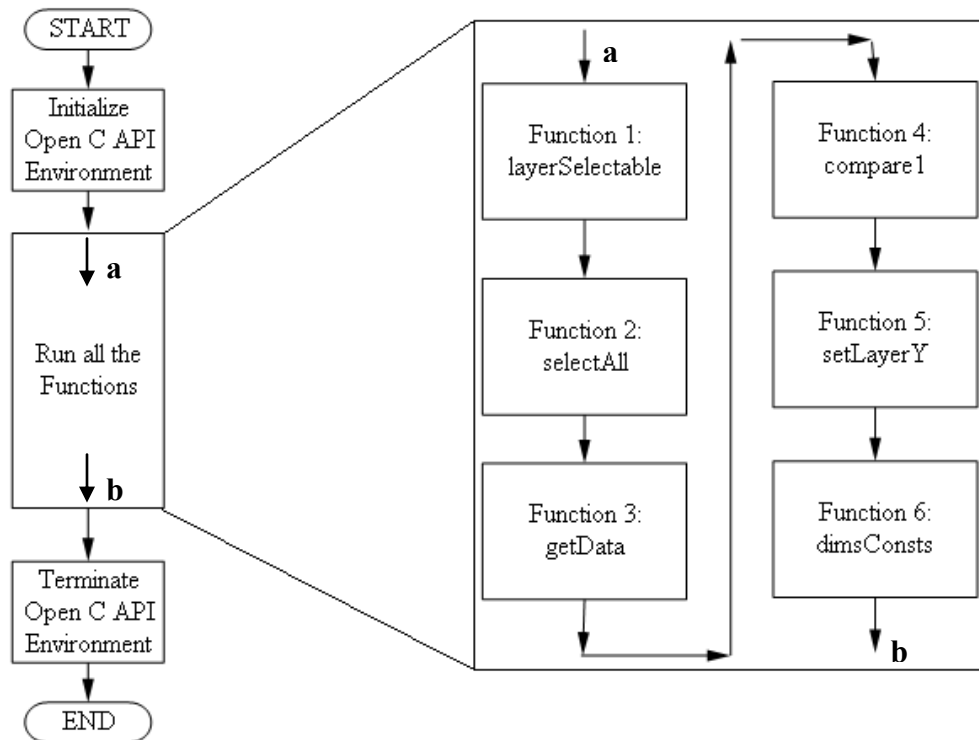 START
Initialize
Open C API
Environment
a
Run all the
Functions
b
Terminate
Open C API
Environment
END
a
Function 1:
layerSelectable
Function 2:
selectAll
Function 3:
getData
Function 4:
compare1
Function 5:
setLayerY
Function 6:
dimsConsts
b